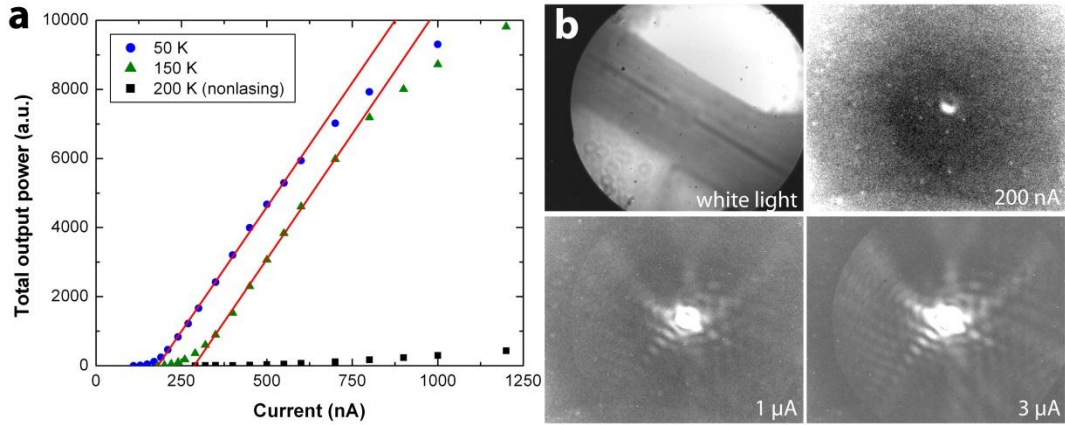 a
50 K
150 K
200 K (nonlasing)
10000
8000
6000
4000
2000
0
Total output power (a.u.)
0 250 500 750 1000 1250
Current (nA)
b
white light
200 nA
1 µA
3 µA